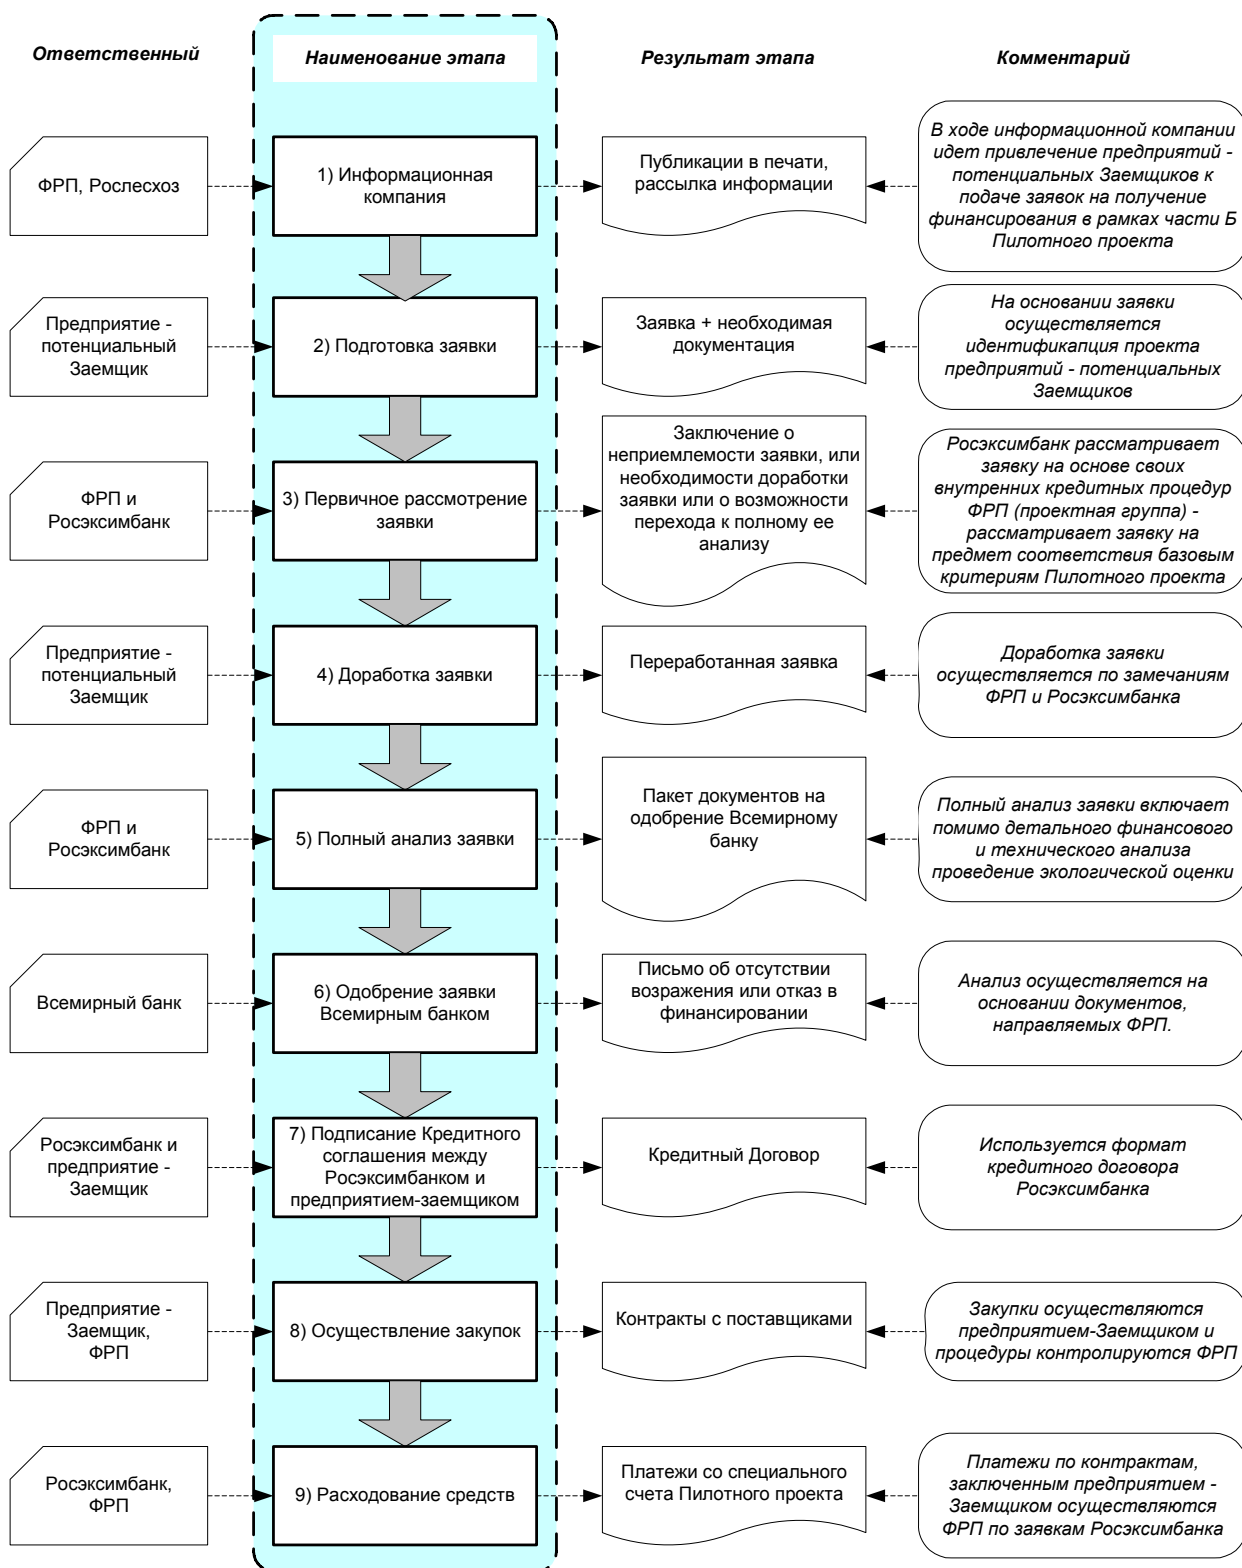 Ответственный
Наименование этапа
Результат этапа
Комментарий
ФРП, Рослесхоз
1) Информационная
компания
Публикации в печати,
рассылка информации
В ходе информационной компании
идет привлечение предприятий -
потенциальных Заемщиков к
подаче заявок на получение
финансирования в рамках части Б
Пилотного проекта
Предприятие -
потенциальный
Заемщик
2) Подготовка заявки
Заявка + необходимая
документация
На основании заявки
осуществляется
идентификапция проекта
предприятий - потенциальных
Заемщиков
ФРП и
Росэксимбанк
3) Первичное рассмотрение
заявки
Заключение о
неприемлемости заявки, или
необходимости доработки
заявки или о возможности
перехода к полному ее
анализу
Росэксимбанк рассматривает
заявку на основе своих
внутренних кредитных процедур
ФРП (проектная группа) -
рассматривает заявку на
предмет соответствия базовым
критериям Пилотного проекта
Предприятие -
потенциальный
Заемщик
4) Доработка заявки
Переработанная заявка
Доработка заявки
осуществляется по замечаниям
ФРП и Росэксимбанка
ФРП и
Росэксимбанк
5) Полный анализ заявки
Пакет документов на
одобрение Всемирному
банку
Полный анализ заявки включает
помимо детального финансового
и технического анализа
проведение экологической оценки
Всемирный банк
6) Одобрение заявки
Всемирным банком
Письмо об отсутствии
возражения или отказ в
финансировании
Анализ осуществляется на
основании документов,
направляемых ФРП.
Росэксимбанк и
предприятие -
Заемщик
7) Подписание Кредитного
соглашения между
Росэксимбанком и
предприятием-заемщиком
Кредитный Договор
Используется формат
кредитного договора
Росэксимбанка
Предприятие -
Заемщик,
ФРП
8) Осуществление закупок
Контракты с поставщиками
Закупки осуществляются
предприятием-Заемщиком и
процедуры контролируются ФРП
Росэксимбанк,
ФРП
9) Расходование средств
Платежи со специального
счета Пилотного проекта
Платежи по контрактам,
заключенным предприятием -
Заемщиком осуществляются
ФРП по заявкам Росэксимбанка